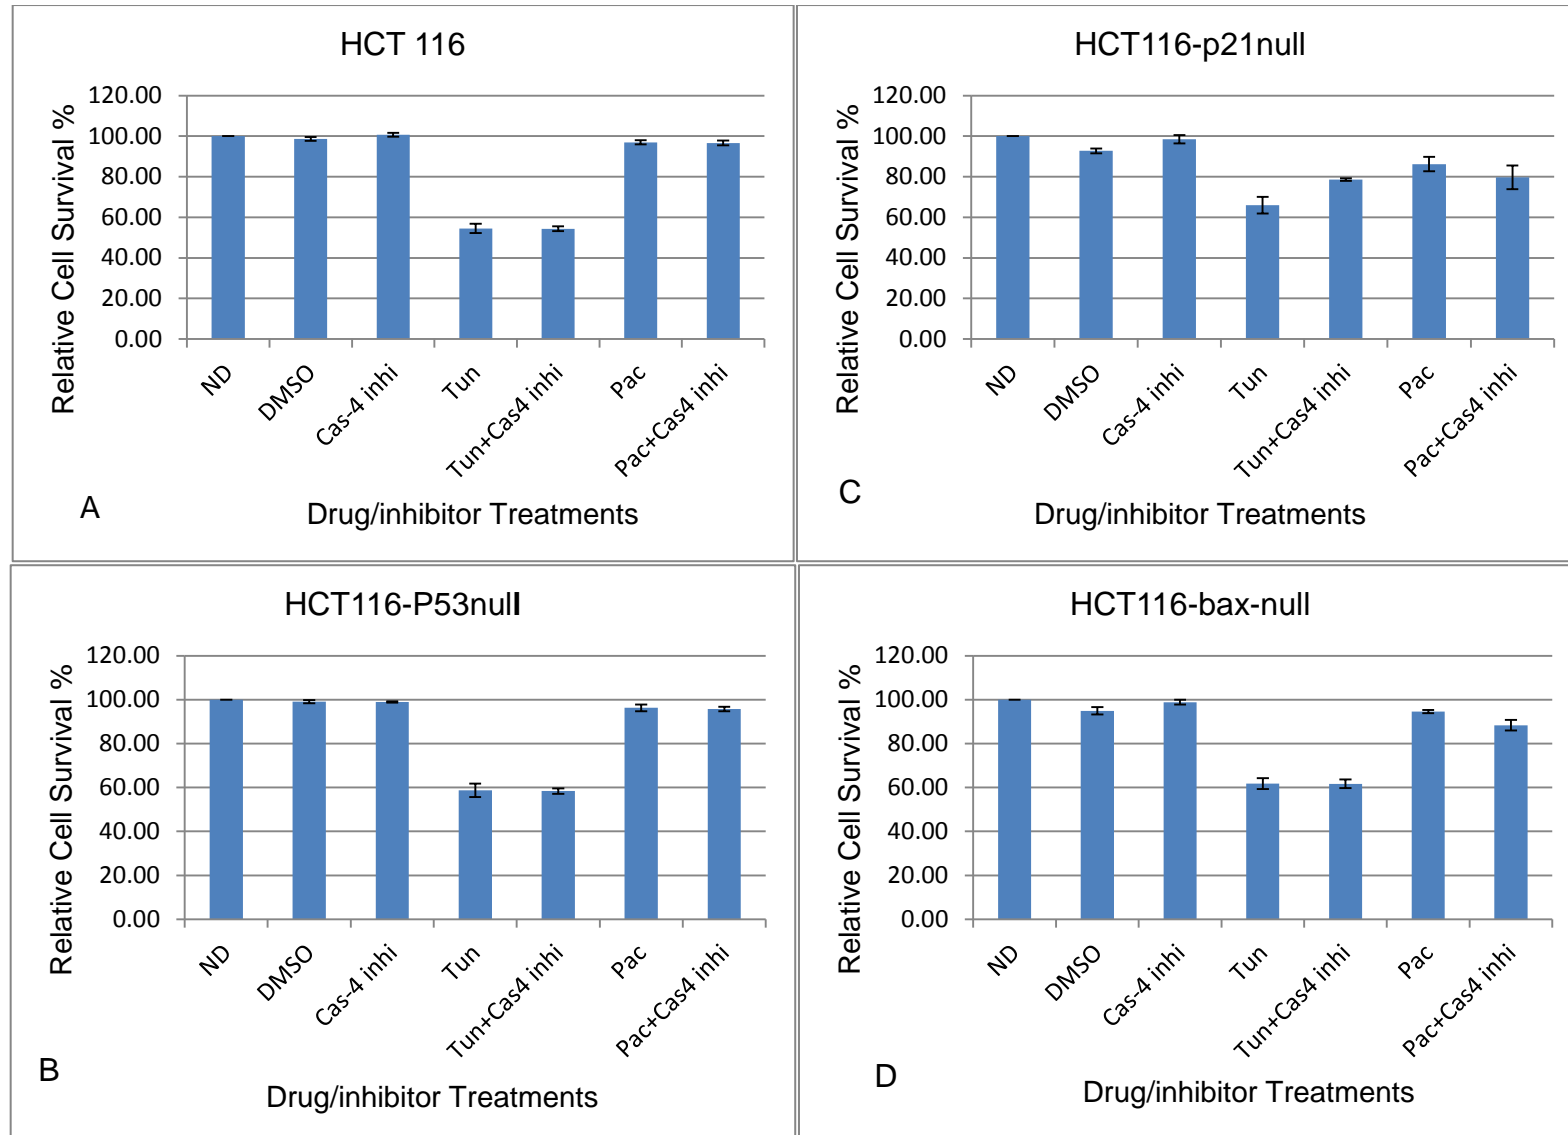 HCT 116
Relative Cell Survival %
120.00
100.00
80.00
60.00
40.00
20.00
0.00
ND
DMSO
Cas-4 inhi
Tun
Tun+Cas4 inhi
Pac
Pac+Cas4 inhi
A
Drug/inhibitor Treatments
HCT116-p21null
Relative Cell Survival %
120.00
100.00
80.00
60.00
40.00
20.00
0.00
ND
DMSO
Cas-4 inhi
Tun
Tun+Cas4 inhi
Pac
Pac+Cas4 inhi
C
Drug/inhibitor Treatments
HCT116-P53null
Relative Cell Survival %
120.00
100.00
80.00
60.00
40.00
20.00
0.00
ND
DMSO
Cas-4 inhi
Tun
Tun+Cas4 inhi
Pac
Pac+Cas4 inhi
B
Drug/inhibitor Treatments
HCT116-bax-null
Relative Cell Survival %
120.00
100.00
80.00
60.00
40.00
20.00
0.00
ND
DMSO
Cas-4 inhi
Tun
Tun+Cas4 inhi
Pac
Pac+Cas4 inhi
D
Drug/inhibitor Treatments